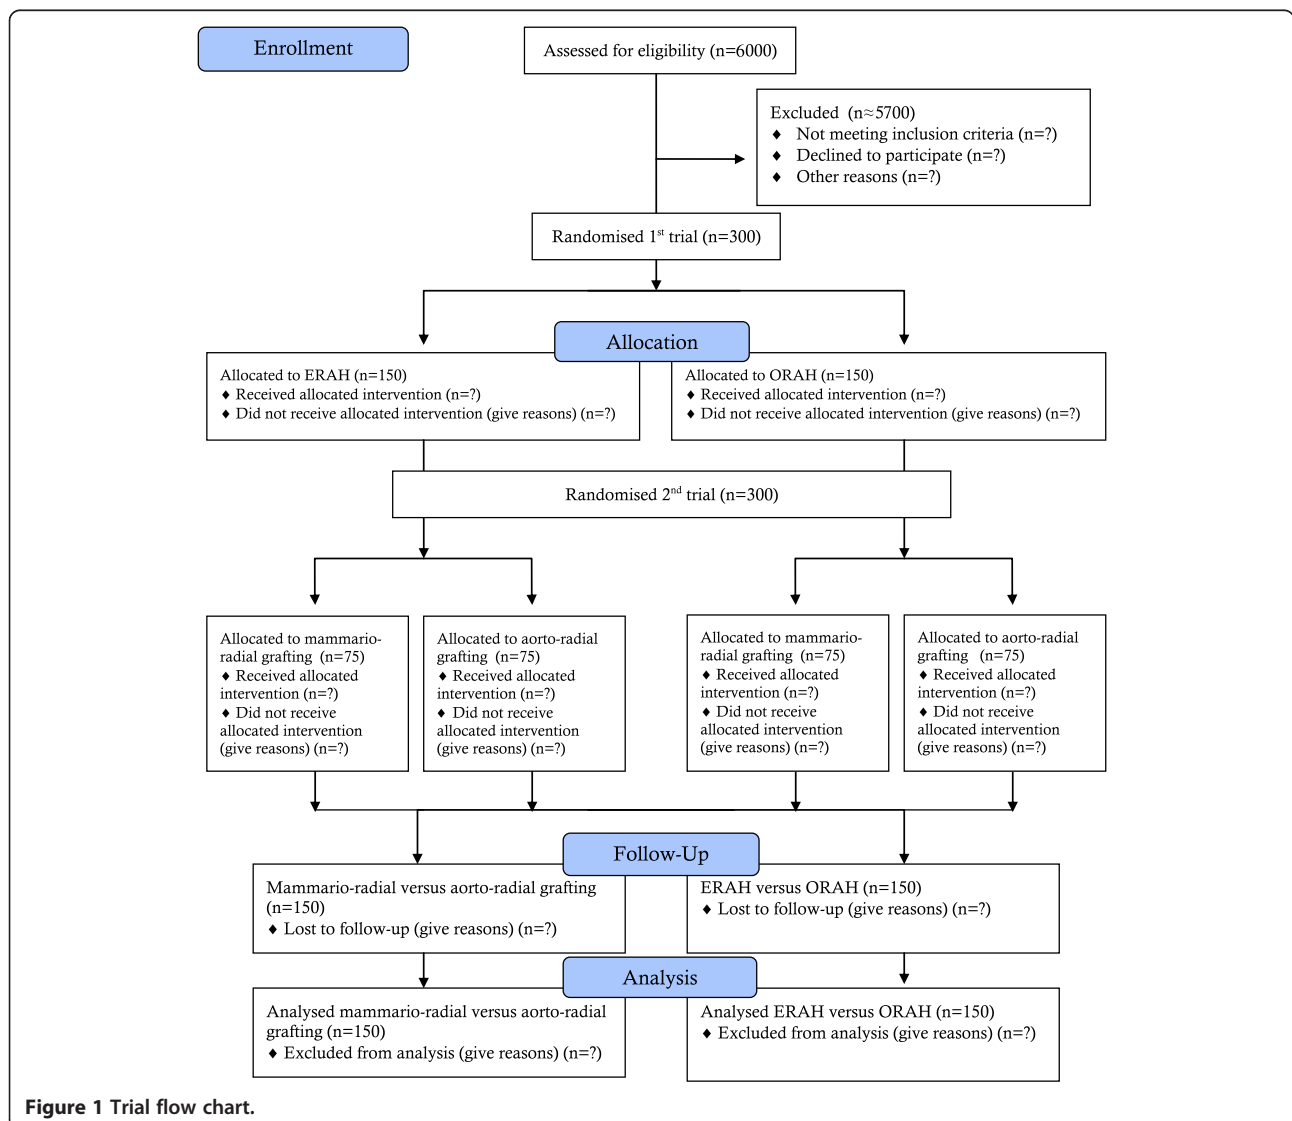 Enrollment
Assessed for eligibility (n=6000)
Excluded (n≈5700)
♦ Not meeting inclusion criteria (n=?)
♦ Declined to participate (n=?)
♦ Other reasons (n=?)
Randomised 1st trial (n=300)
Allocation
Allocated to ERAH (n=150)
♦ Received allocated intervention (n=?)
♦ Did not receive allocated intervention (give reasons) (n=?)
Allocated to ORAH (n=150)
♦ Received allocated intervention (n=?)
♦ Did not receive allocated intervention (give reasons) (n=?)
Randomised 2nd trial (n=300)
Allocated to mammario-
radial grafting (n=75)
♦ Received allocated
intervention (n=?)
♦ Did not receive
allocated intervention
(give reasons) (n=?)
Allocated to aorto-radial
grafting (n=75)
♦ Received allocated
intervention (n=?)
♦ Did not receive
allocated intervention
(give reasons) (n=?)
Allocated to mammario-
radial grafting (n=75)
♦ Received allocated
intervention (n=?)
♦ Did not receive
allocated intervention
(give reasons) (n=?)
Allocated to aorto-radial
grafting (n=75)
♦ Received allocated
intervention (n=?)
♦ Did not receive
allocated intervention
(give reasons) (n=?)
Follow-Up
Mammario-radial versus aorto-radial grafting
(n=150)
♦ Lost to follow-up (give reasons) (n=?)
ERAH versus ORAH (n=150)
♦ Lost to follow-up (give reasons) (n=?)
Analysis
Analysed mammario-radial versus aorto-radial
grafting (n=150)
♦ Excluded from analysis (give reasons) (n=?)
Analysed ERAH versus ORAH (n=150)
♦ Excluded from analysis (give reasons) (n=?)
Figure 1 Trial flow chart.